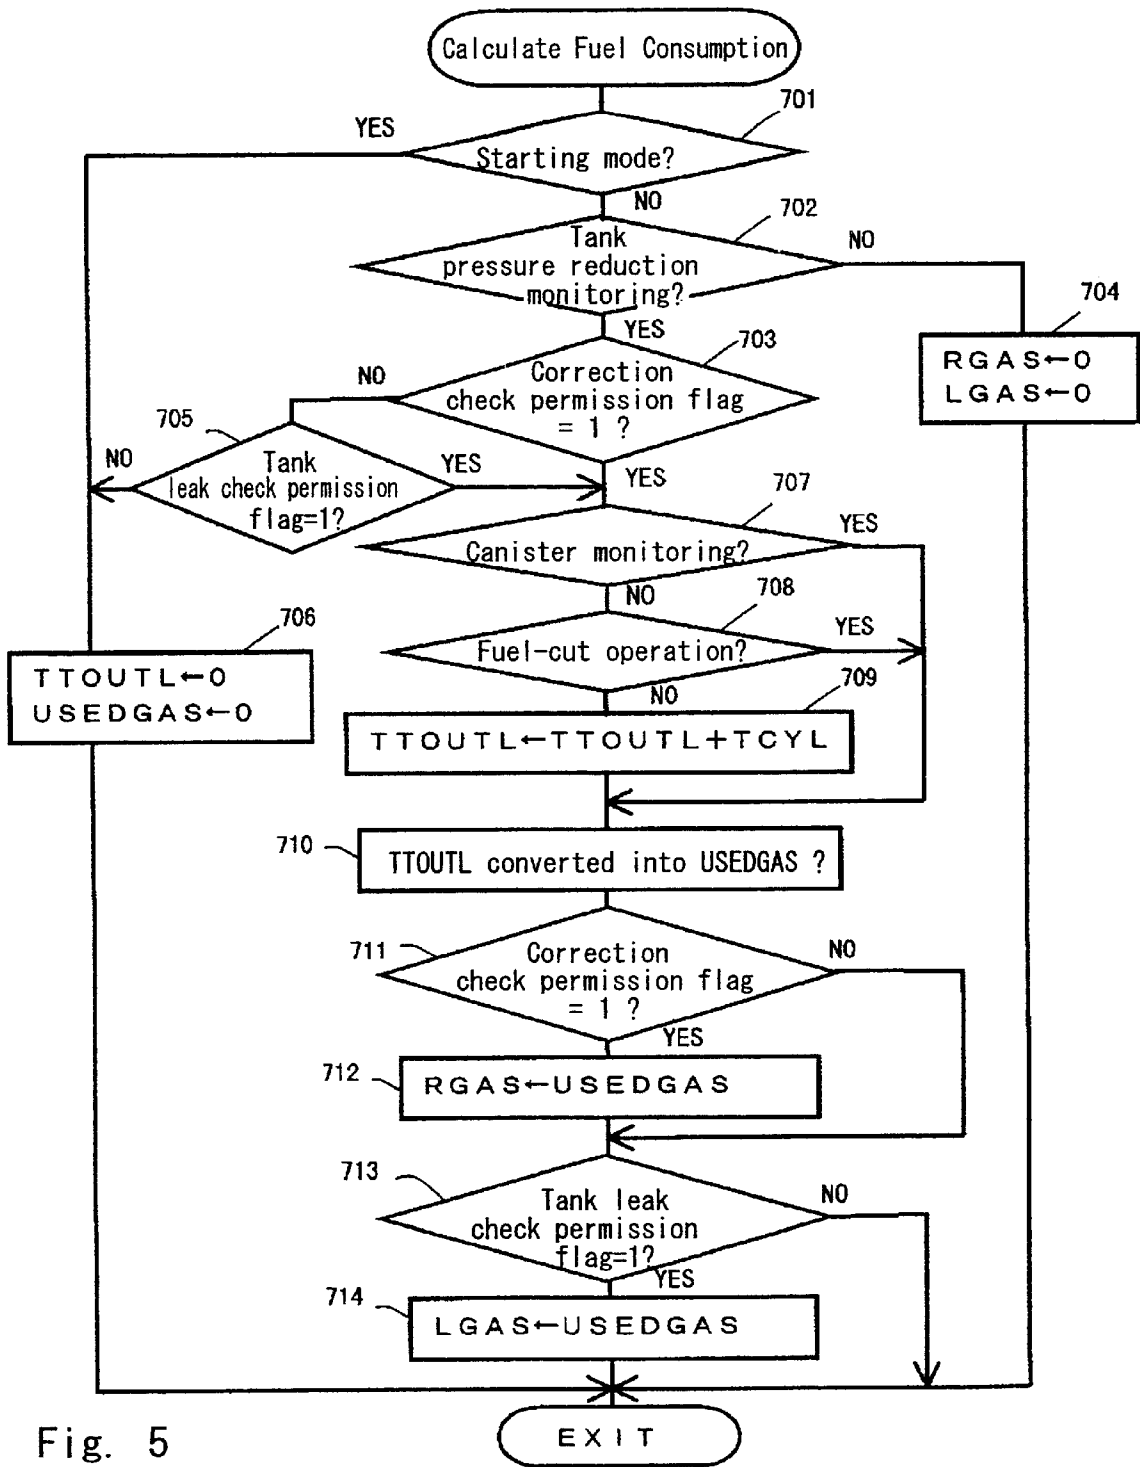 Calculate Fuel Consumption
701
YES
Starting mode?
NO
702
Tank
pressure reduction
monitoring?
NO
YES
704
RGAS←0
LGAS←0
703
Correction
check permission flag
= 1 ?
NO
YES
705
Tank
leak check permission
flag=1?
NO
YES
707
Canister monitoring?
YES
NO
708
Fuel-cut operation?
YES
NO
706
TTOUTL←0
USEDGAS←0
709
TTOUTL←TTOUTL+TCYL
710
TTOUTL converted into USEDGAS ?
711
Correction
check permission flag
= 1 ?
NO
YES
712
RGAS←USEDGAS
713
Tank leak
check permission
flag=1?
NO
YES
714
LGAS←USEDGAS
EXIT
Fig. 5